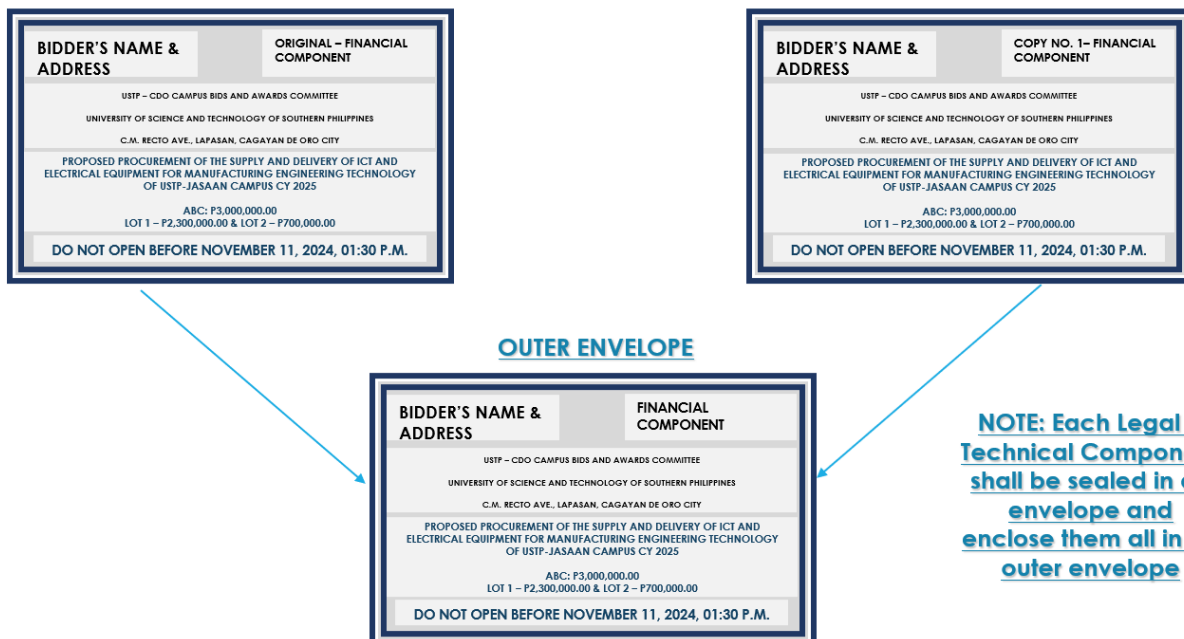 BIDDER'S NAME &
ADDRESS
ORIGINAL – FINANCIAL
COMPONENT
USTP – CDO CAMPUS BIDS AND AWARDS COMMITTEE
UNIVERSITY OF SCIENCE AND TECHNOLOGY OF SOUTHERN PHILIPPINES
C.M. RECTO AVE., LAPASAN, CAGAYAN DE ORO CITY
PROPOSED PROCUREMENT OF THE SUPPLY AND DELIVERY OF ICT AND
ELECTRICAL EQUIPMENT FOR MANUFACTURING ENGINEERING TECHNOLOGY
OF USTP-JASAAN CAMPUS CY 2025
ABC: P3,000,000.00
LOT 1 – P2,300,000.00 & LOT 2 – P700,000.00
DO NOT OPEN BEFORE NOVEMBER 11, 2024, 01:30 P.M.
BIDDER'S NAME &
ADDRESS
COPY NO. 1– FINANCIAL
COMPONENT
USTP – CDO CAMPUS BIDS AND AWARDS COMMITTEE
UNIVERSITY OF SCIENCE AND TECHNOLOGY OF SOUTHERN PHILIPPINES
C.M. RECTO AVE., LAPASAN, CAGAYAN DE ORO CITY
PROPOSED PROCUREMENT OF THE SUPPLY AND DELIVERY OF ICT AND
ELECTRICAL EQUIPMENT FOR MANUFACTURING ENGINEERING TECHNOLOGY
OF USTP-JASAAN CAMPUS CY 2025
ABC: P3,000,000.00
LOT 1 – P2,300,000.00 & LOT 2 – P700,000.00
DO NOT OPEN BEFORE NOVEMBER 11, 2024, 01:30 P.M.
OUTER ENVELOPE
BIDDER'S NAME &
ADDRESS
FINANCIAL
COMPONENT
USTP – CDO CAMPUS BIDS AND AWARDS COMMITTEE
UNIVERSITY OF SCIENCE AND TECHNOLOGY OF SOUTHERN PHILIPPINES
C.M. RECTO AVE., LAPASAN, CAGAYAN DE ORO CITY
PROPOSED PROCUREMENT OF THE SUPPLY AND DELIVERY OF ICT AND
ELECTRICAL EQUIPMENT FOR MANUFACTURING ENGINEERING TECHNOLOGY
OF USTP-JASAAN CAMPUS CY 2025
ABC: P3,000,000.00
LOT 1 – P2,300,000.00 & LOT 2 – P700,000.00
DO NOT OPEN BEFORE NOVEMBER 11, 2024, 01:30 P.M.
NOTE: Each Legal
Technical
shall be sealed in
envelope and
enclose them all in
outer envelope